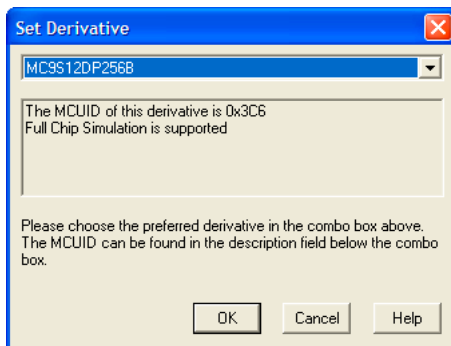 Set Derivative
MC9S12DP256B
The MCUID of this derivative is 0x3C6
Full Chip Simulation is supported
Please choose the preferred derivative in the combo box above.
The MCUID can be found in the description field below the combo
box.
OK Cancel Help